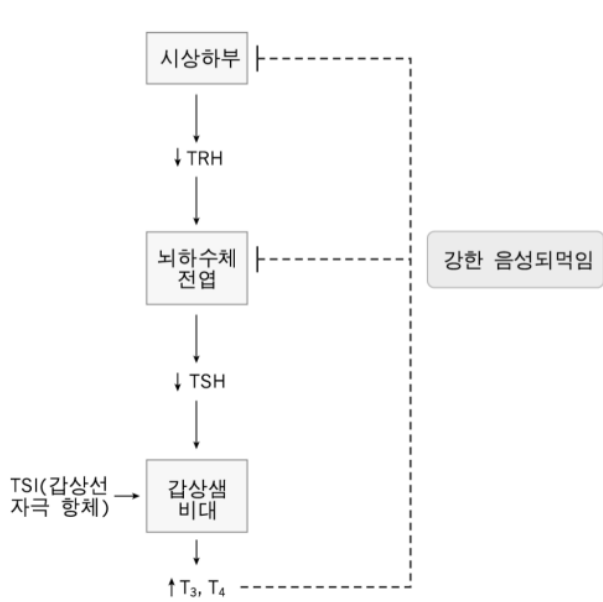 시상하부
↓ TRH
뇌하수체
전엽
강한 음성되먹임
↓ TSH
TSI(갑상선
자극 항체)
갑상샘
비대
↑ T₃, T₄